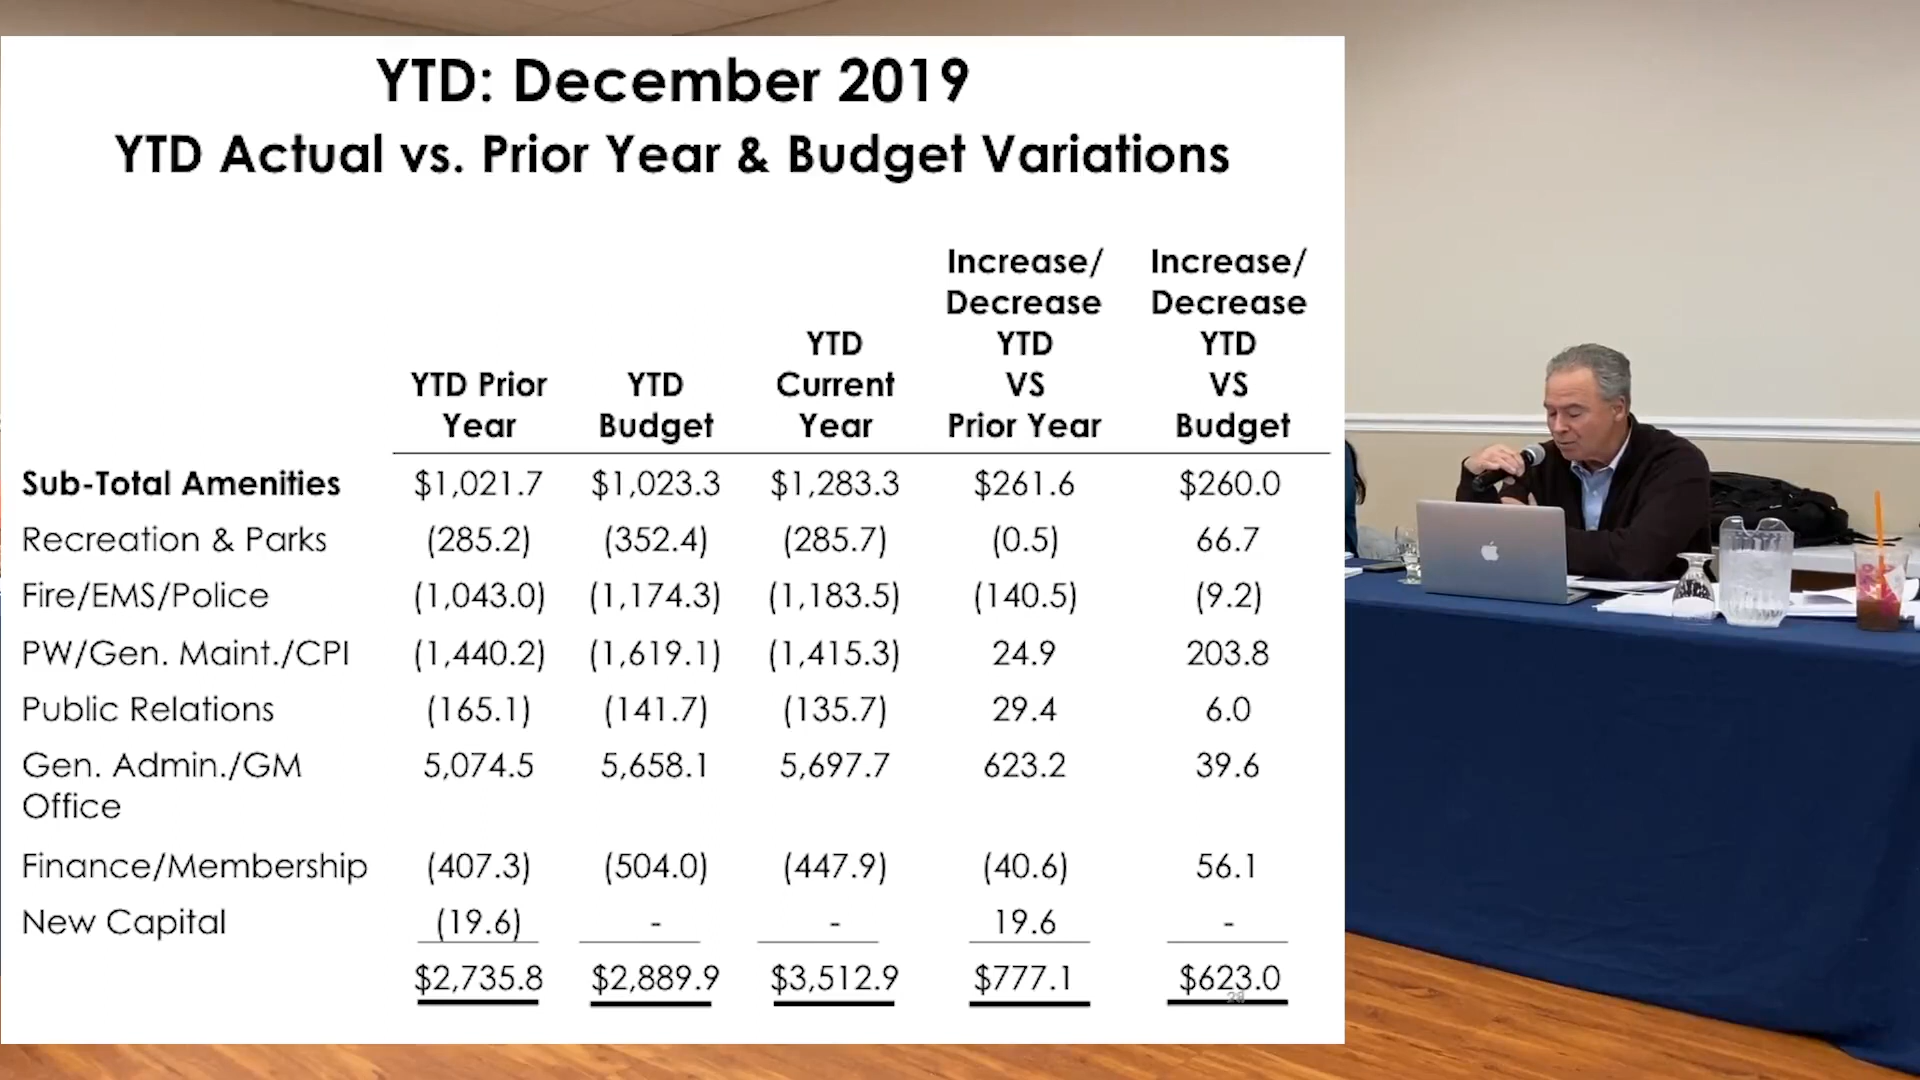 YTD: December 2019
YTD Actual vs. Prior Year & Budget Variations
YTD Prior Year YTD Budget YTD Current Year Increase/ Decrease YTD VS Prior Year Increase/ Decrease YTD VS Budget
Sub-Total Amenities $1,021.7 $1,023.3 $1,283.3 $261.6 $260.0
Recreation & Parks (285.2) (352.4) (285.7) (0.5) 66.7
Fire/EMS/Police (1,043.0) (1,174.3) (1,183.5) (140.5) (9.2)
PW/Gen. Maint./CPI (1,440.2) (1,619.1) (1,415.3) 24.9 203.8
Public Relations (165.1) (141.7) (135.7) 29.4 6.0
Gen. Admin./GM 5,074.5 5,658.1 5,697.7 623.2 39.6
Office
Finance/Membership (407.3) (504.0) (447.9) (40.6) 56.1
New Capital (19.6) - - 19.6 -
$2,735.8 $2,889.9 $3,512.9 $777.1 $623.0